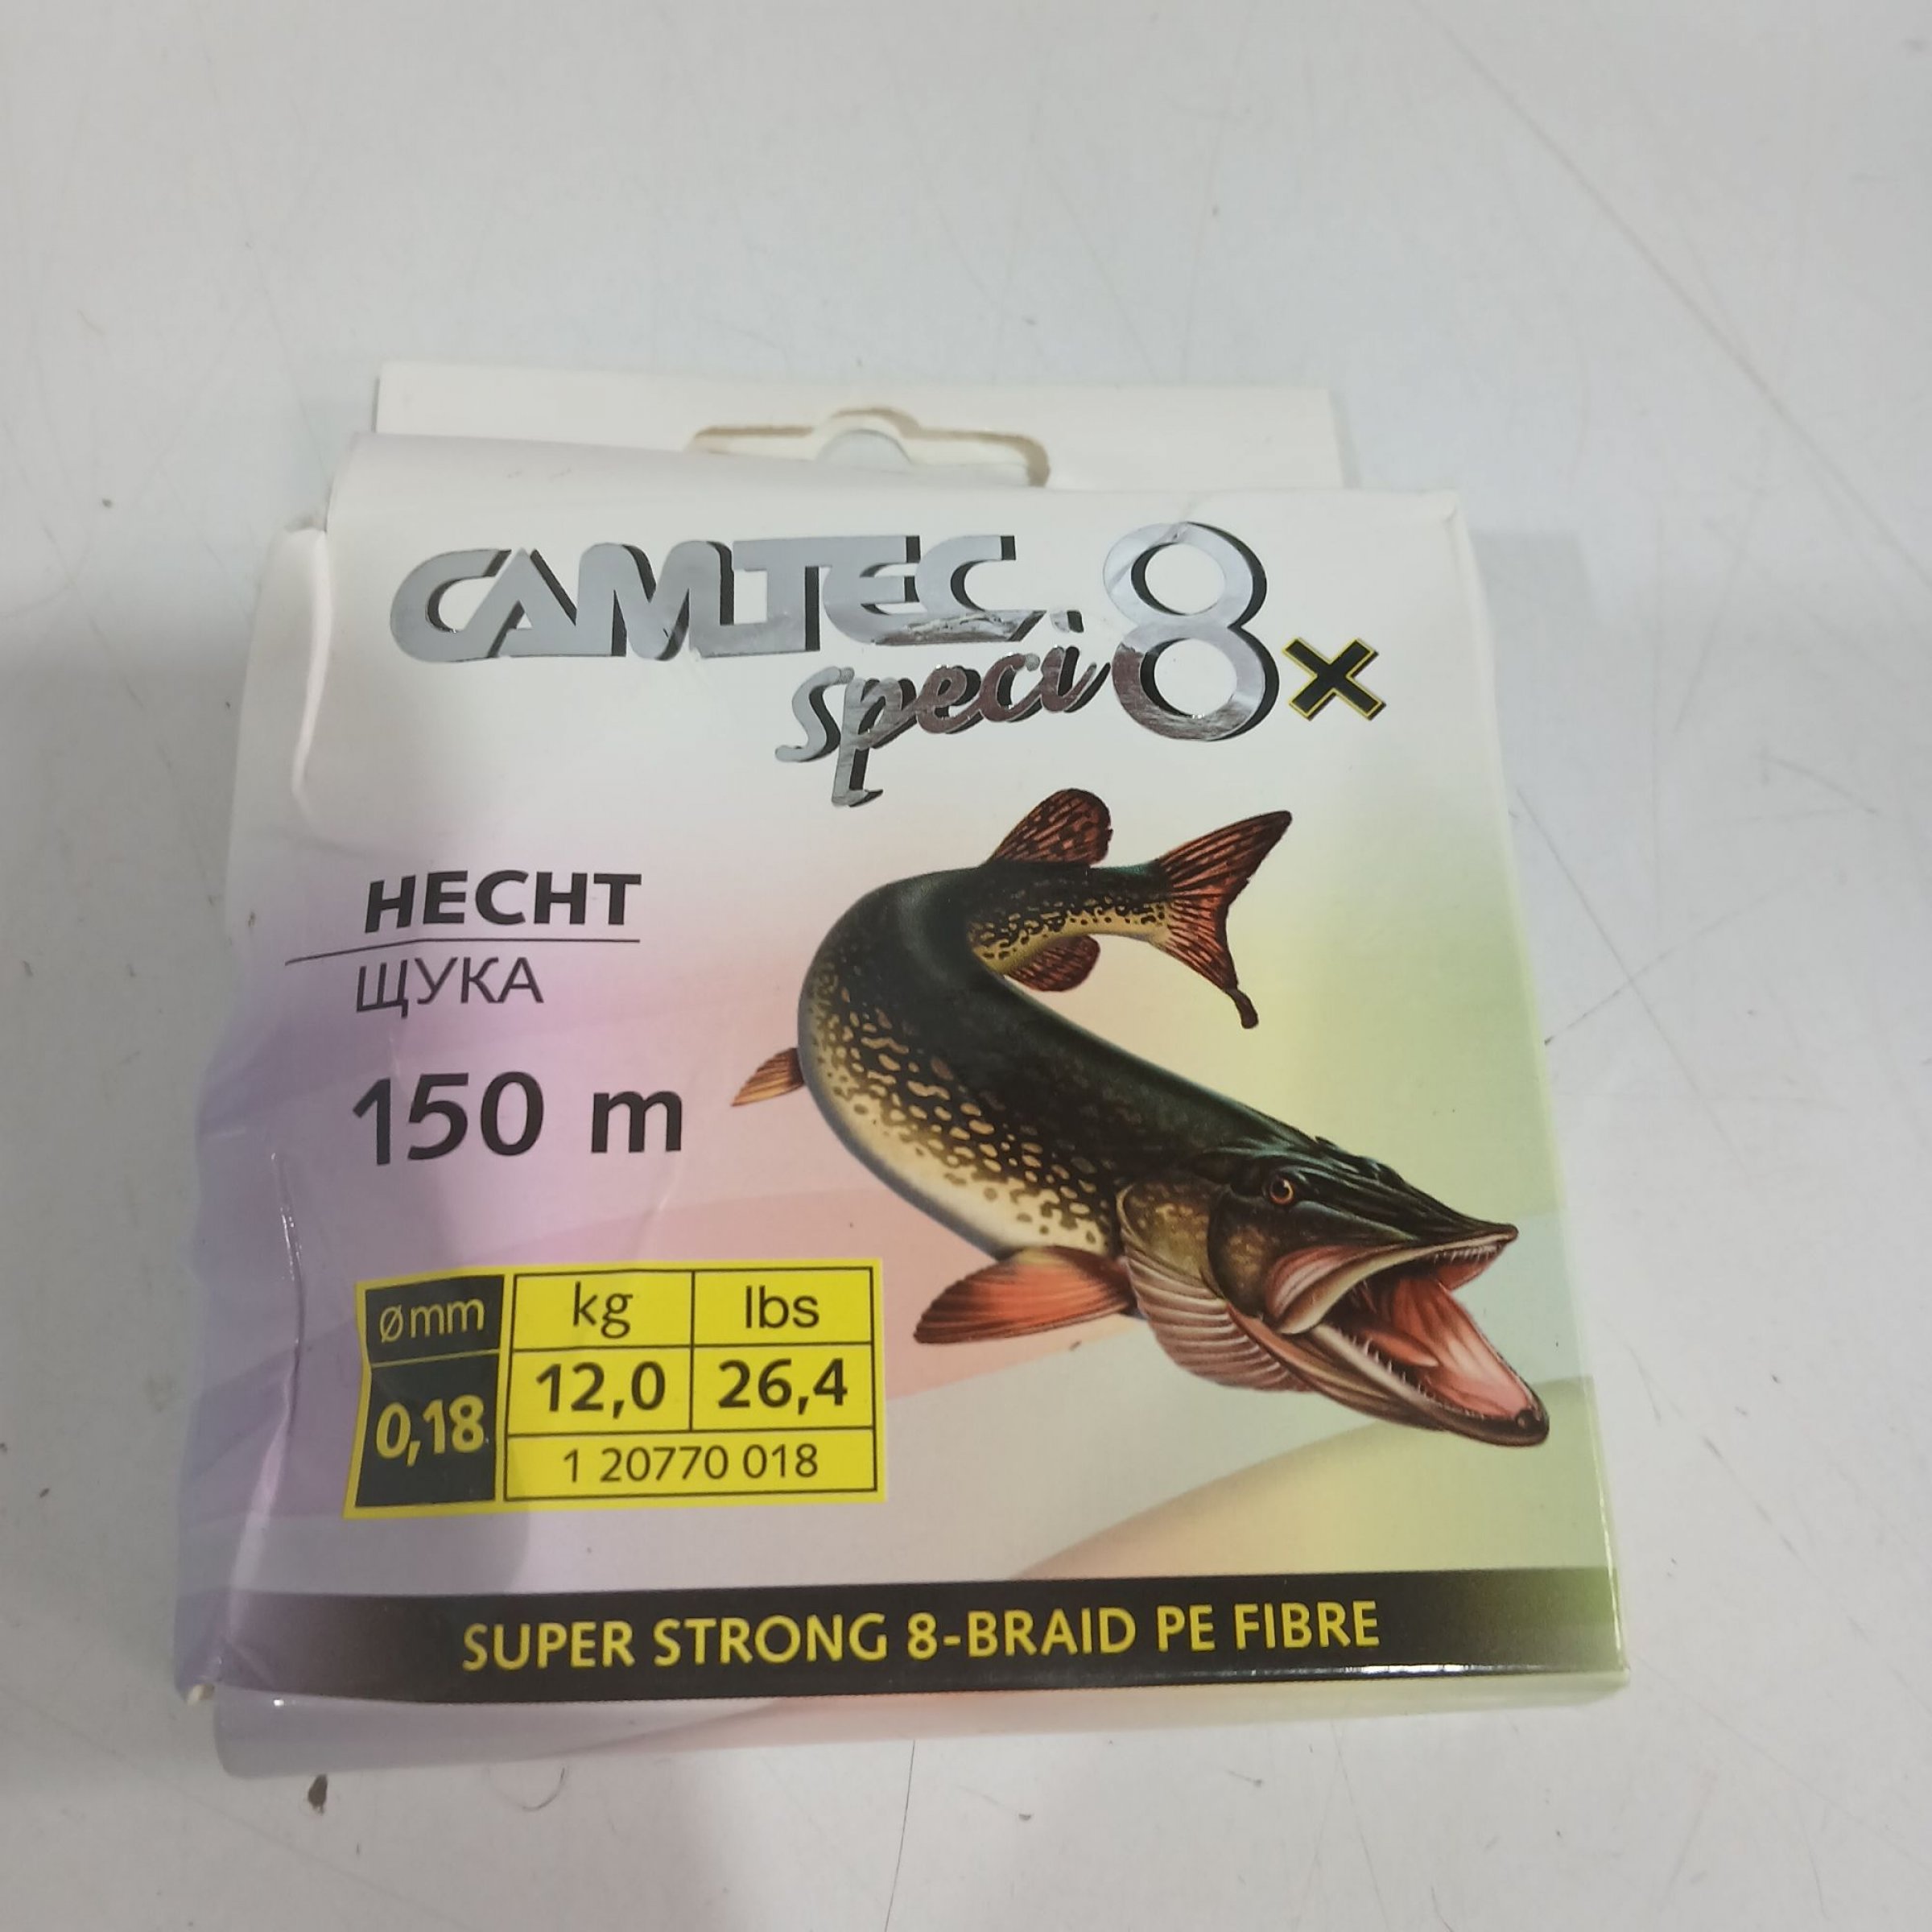 CAMTEC
speci 8x
HECHT
ЩУКА
150 m
ø mm kg lbs
0,18 12,0 26,4
1 20770 018
SUPER STRONG 8-BRAID PE FIBRE